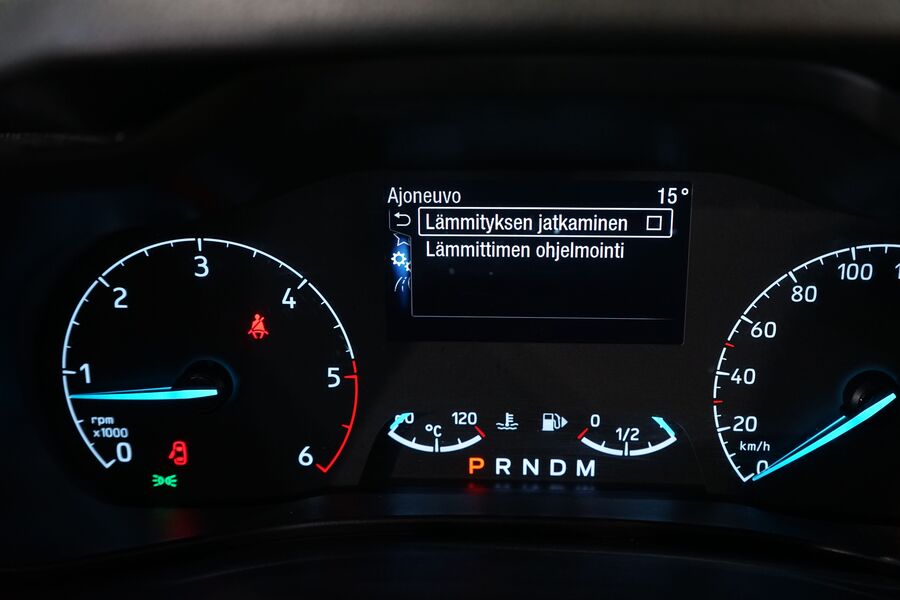 Ajoneuvo 15°
Lämmityksen jatkaminen
Lämmittimen ohjelmointi
0
1
2
3
4
5
6
rpm
x1000
120
°C
0
1/2
P R N D M
0
20
40
60
80
100
km/h